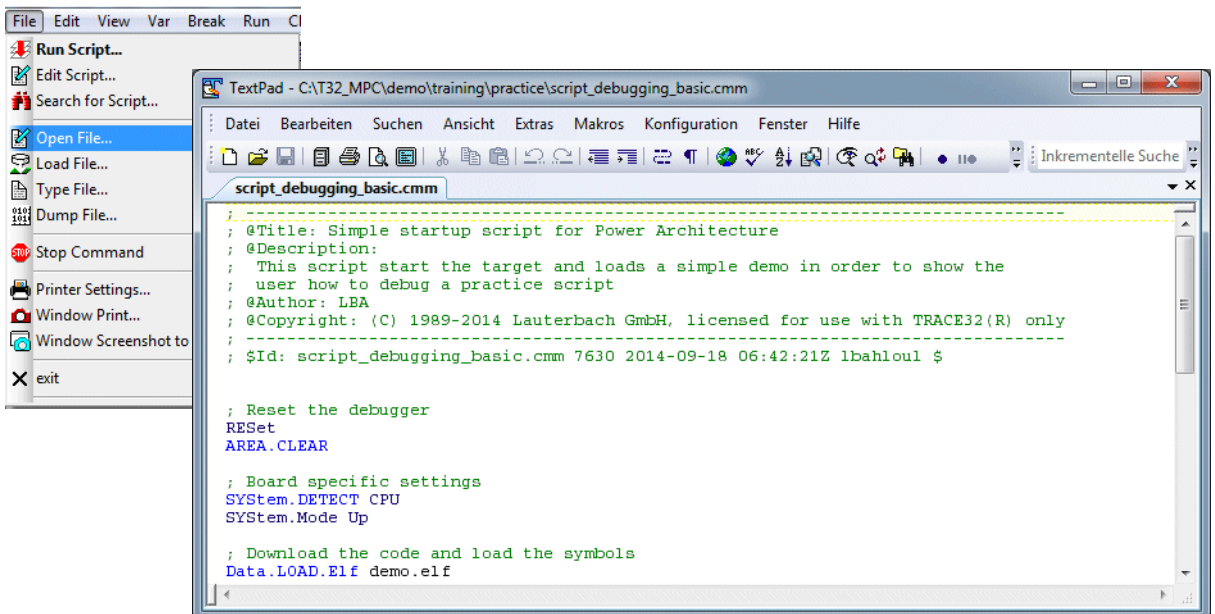 File Edit View Var Break Run Cl
Run Script...
Edit Script...
Search for Script...
Open File...
Load File...
Type File...
Dump File...
Stop Command
Printer Settings...
Window Print...
Window Screenshot to
exit
TextPad - C:\T32_MPC\demo\training\practice\script_debugging_basic.cmm
Datei Bearbeiten Suchen Ansicht Extras Makros Konfiguration Fenster Hilfe
Inkrementelle Suche
script_debugging_basic.cmm
; --------------------------------------------------------------------------------
; @Title: Simple startup script for Power Architecture
; @Description:
;  This script start the target and loads a simple demo in order to show the
;  user how to debug a practice script
; @Author: LBA
; @Copyright: (C) 1989-2014 Lauterbach GmbH, licensed for use with TRACE32(R) only
; --------------------------------------------------------------------------------
; $Id: script_debugging_basic.cmm 7630 2014-09-18 06:42:21Z lbahloul $
; Reset the debugger
RESet
AREA.CLEAR
; Board specific settings
SYStem.DETECT CPU
SYStem.Mode Up
; Download the code and load the symbols
Data.LOAD.Elf demo.elf